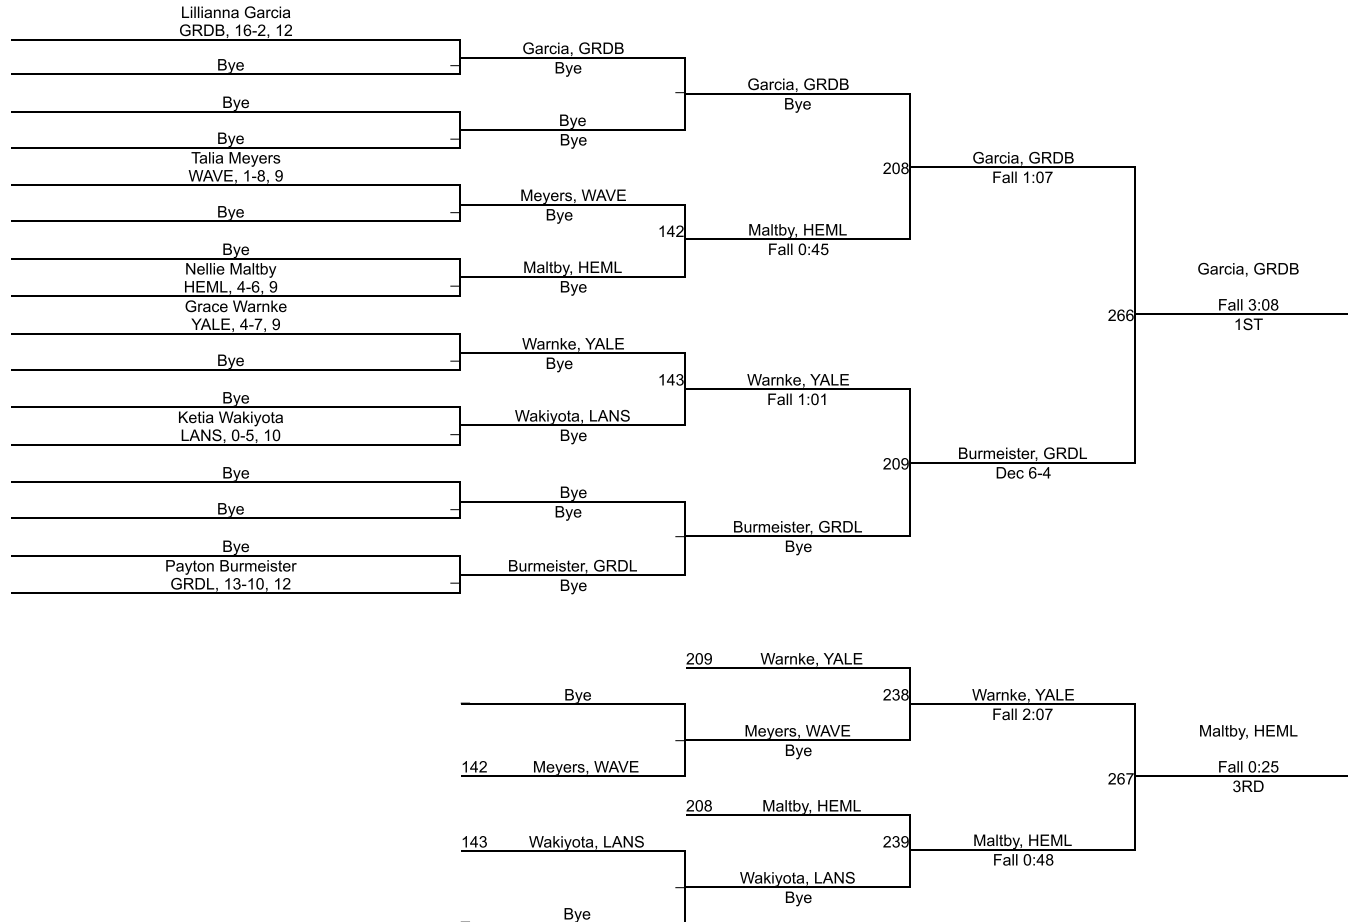 Lillianna Garcia
GRDB, 16-2, 12
Bye
Bye
Bye
Talia Meyers
WAVE, 1-8, 9
Bye
Bye
Nellie Maltby
HEML, 4-6, 9
Grace Warnke
YALE, 4-7, 9
Bye
Bye
Ketia Wakiyota
LANS, 0-5, 10
Bye
Bye
Bye
Payton Burmeister
GRDL, 13-10, 12
Garcia, GRDB
Bye
Bye
Bye
Meyers, WAVE
Bye
142
Maltby, HEML
Bye
Warnke, YALE
Bye
143
Wakiyota, LANS
Bye
Bye
Bye
Burmeister, GRDL
Bye
Garcia, GRDB
Bye
208
Maltby, HEML
Fall 0:45
Warnke, YALE
Fall 1:01
209
Burmeister, GRDL
Bye
Garcia, GRDB
Fall 1:07
266
Burmeister, GRDL
Dec 6-4
Garcia, GRDB
Fall 3:08
1ST
Bye
142 Meyers, WAVE
143 Wakiyota, LANS
Bye
209 Warnke, YALE
238
Meyers, WAVE
Bye
208 Maltby, HEML
239
Wakiyota, LANS
Bye
Warnke, YALE
Fall 2:07
267
Maltby, HEML
Fall 0:48
Maltby, HEML
Fall 0:25
3RD